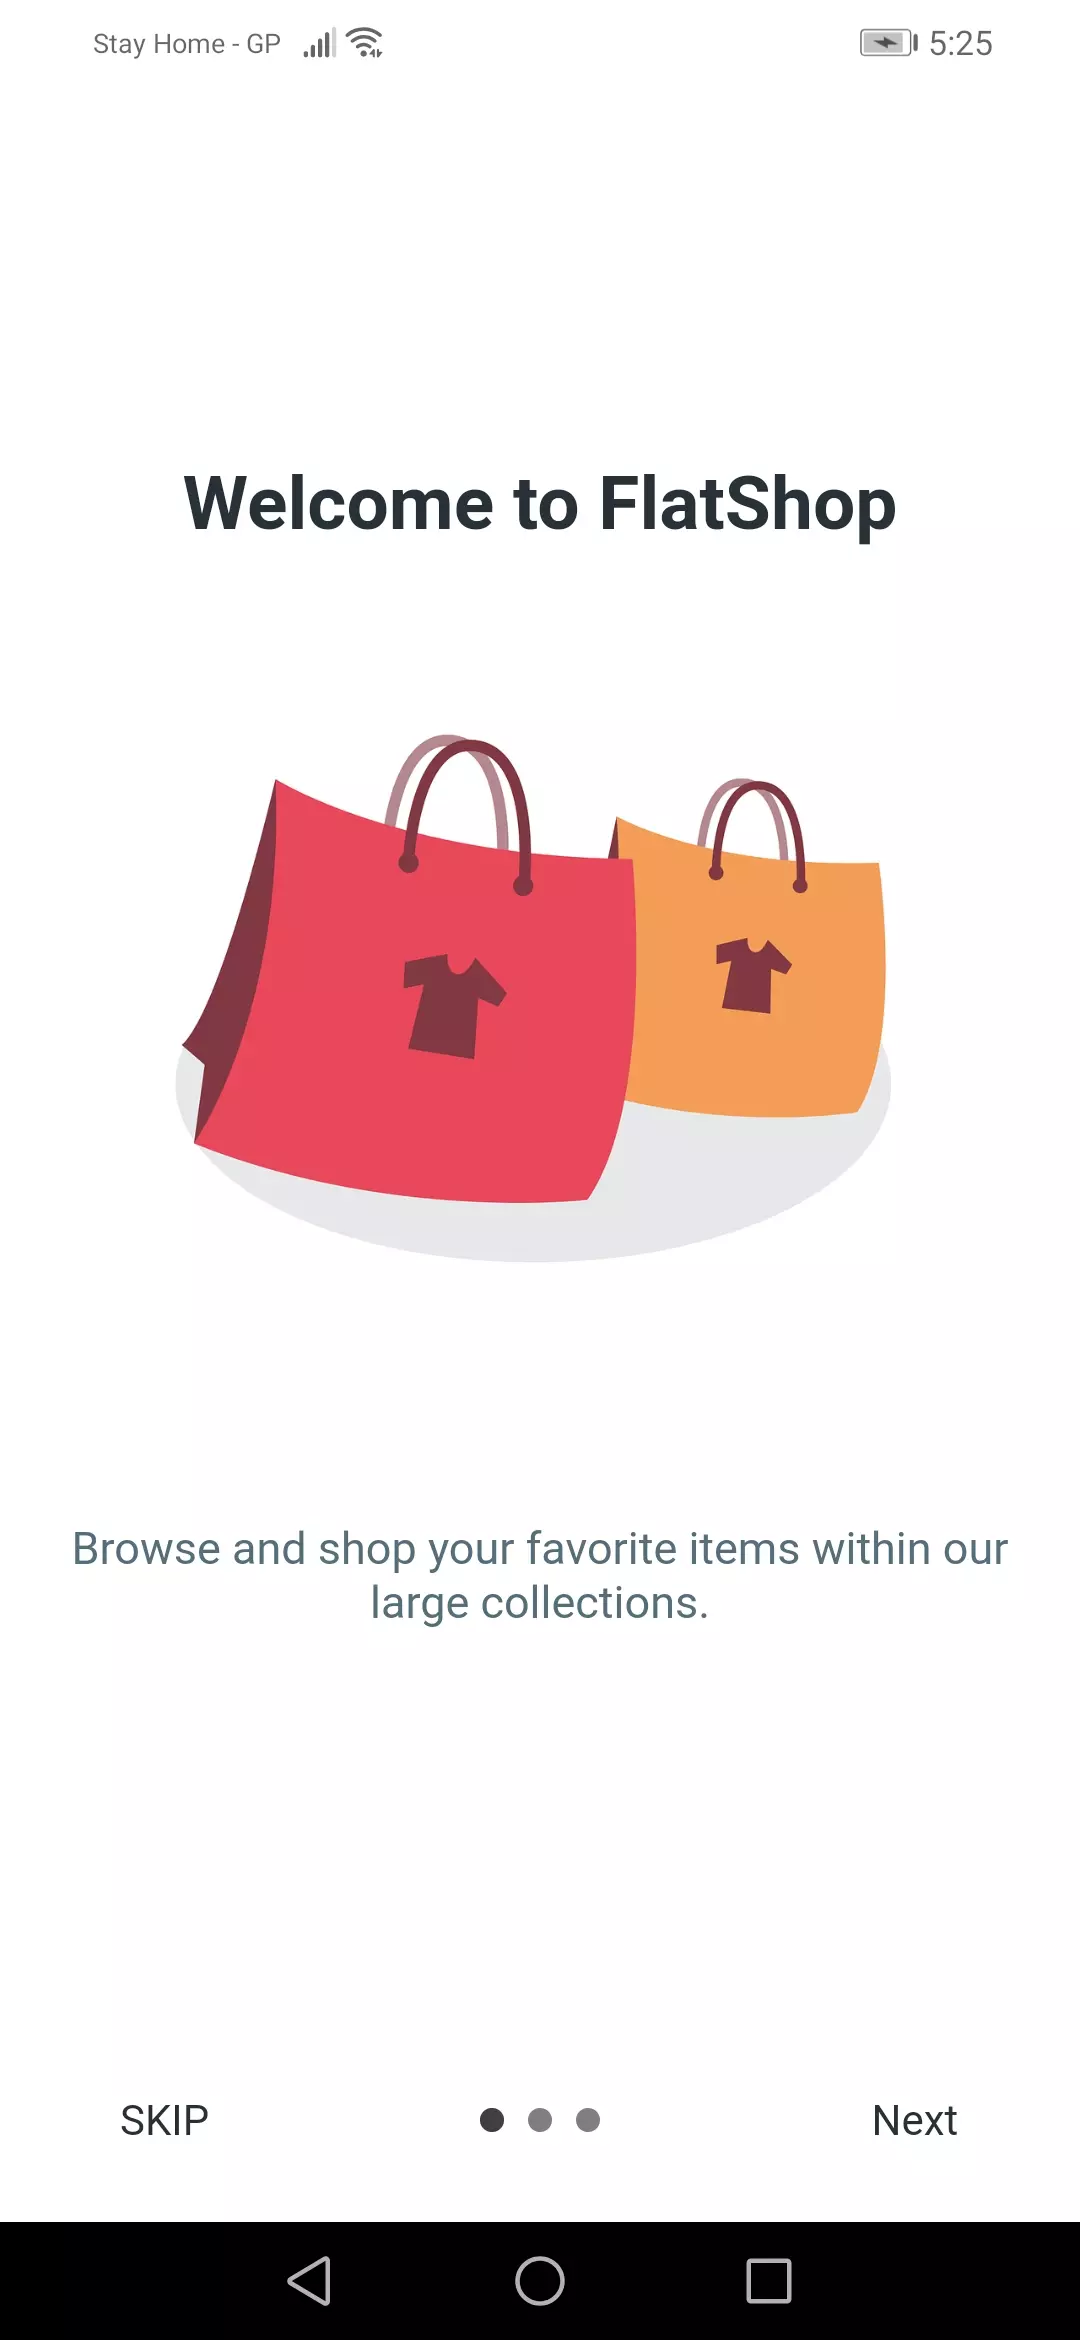 Stay Home - GP
5:25
Welcome to FlatShop
Browse and shop your favorite items within our
large collections.
SKIP
Next